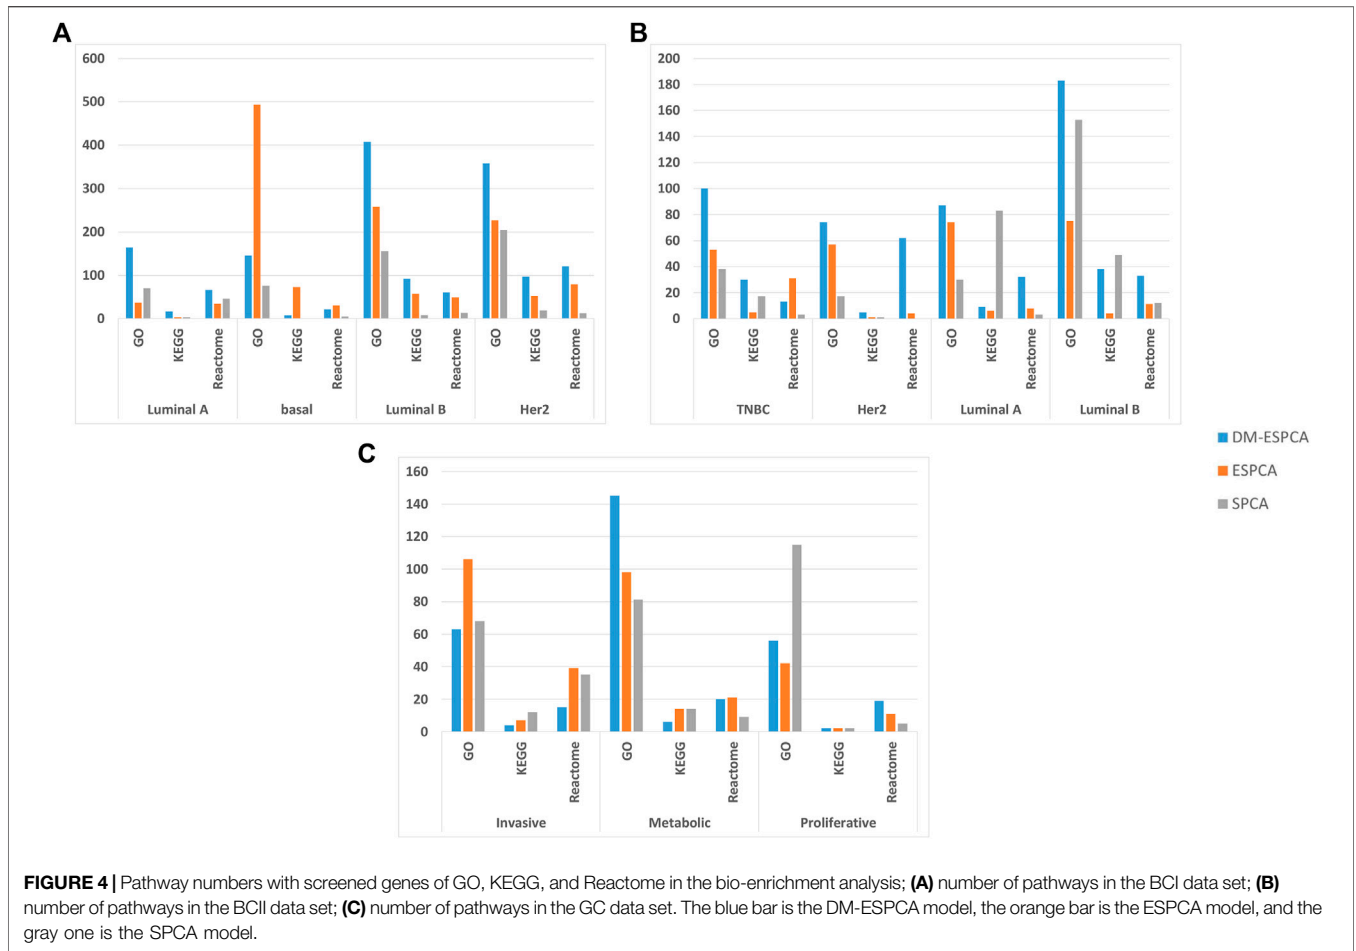 A
600
500
400
300
200
100
0
GO KEGG Reactome GO KEGG Reactome GO KEGG Reactome GO KEGG Reactome
Luminal A basal Luminal B Her2
B
200
180
160
140
120
100
80
60
40
20
0
GO KEGG Reactome GO KEGG Reactome GO KEGG Reactome GO KEGG Reactome
TNBC Her2 Luminal A Luminal B
DM-ESPCA
ESPCA
SPCA
C
160
140
120
100
80
60
40
20
0
GO KEGG Reactome GO KEGG Reactome GO KEGG Reactome
Invasive Metabolic Proliferative
FIGURE 4 | Pathway numbers with screened genes of GO, KEGG, and Reactome in the bio-enrichment analysis; (A) number of pathways in the BCI data set; (B)
number of pathways in the BCII data set; (C) number of pathways in the GC data set. The blue bar is the DM-ESPCA model, the orange bar is the ESPCA model, and the
gray one is the SPCA model.